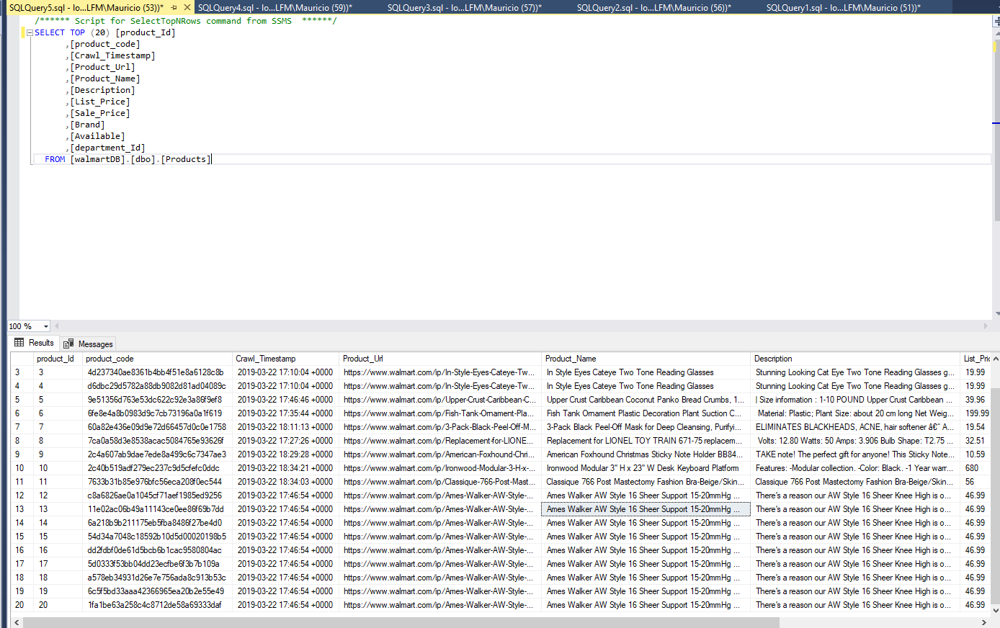 SQLQuery5.sql - lo...LFM\Mauricio (53))* SQLQuery4.sql - lo...LFM\Mauricio (59))* SQLQuery3.sql - lo...LFM\Mauricio (57))* SQLQuery2.sql - lo...LFM\Mauricio (56))* SQLQuery1.sql - lo...LFM\Mauricio (51))*
/****** Script for SelectTopNRows command from SSMS ******/
SELECT TOP (20) [product_Id]
,[product_code]
,[Crawl_Timestamp]
,[Product_Url]
,[Product_Name]
,[Description]
,[List_Price]
,[Sale_Price]
,[Brand]
,[Available]
,[department_Id]
FROM [walmartDB].[dbo].[Products]
100 %
Results Messages
product_Id product_code Crawl_Timestamp Product_Url Product_Name Description List_Pric
3 3 4d237340ae8361b4bb4f51e8a6128c8b 2019-03-22 17:10:04 +0000 https://www.walmart.com/ip/In-Style-Eyes-Cateye-Tw... In Style Eyes Cateye Two Tone Reading Glasses Stunning Looking Cat Eye Two Tone Reading Glasses g... 19.99
4 4 d6dbc29d5782a88db9082d81ad04089c 2019-03-22 17:10:04 +0000 https://www.walmart.com/ip/In-Style-Eyes-Cateye-Tw... In Style Eyes Cateye Two Tone Reading Glasses Stunning Looking Cat Eye Two Tone Reading Glasses g... 19.99
5 5 9e51356d763e53dc622c92e3a86f9ef8 2019-03-22 17:46:46 +0000 https://www.walmart.com/ip/Upper-Crust-Caribbean-C... Upper Crust Caribbean Coconut Panko Bread Crumbs, 1... | Size information : 1-10 POUND Upper Crust Caribbean ... 39.96
6 6 6fe8e4a8b0983d9c7cb73196a0a1f619 2019-03-22 17:35:44 +0000 https://www.walmart.com/ip/Fish-Tank-Ornament-Pla... Fish Tank Ornament Plastic Decoration Plant Suction C... Material: Plastic; Plant Size: about 20 cm long Net Weig... 199.99
7 7 60a82e436e09d9e72d66457d0c0e1758 2019-03-22 18:11:13 +0000 https://www.walmart.com/ip/3-Pack-Black-Peel-Off-M... 3-Pack Black Peel-Off Mask for Deep Cleansing, Purifyi... ELIMINATES BLACKHEADS, ACNE, hair softener â€" A... 19.54
8 8 7ca0a58d3e8538acac5084765e93626f 2019-03-22 17:27:26 +0000 https://www.walmart.com/ip/Replacement-for-LIONE... Replacement for LIONEL TOY TRAIN 671-75 replacem... Volts: 12.80 Watts: 50 Amps: 3.906 Bulb Shape: T2.75 ... 32.51
9 9 2c4a607ab9dae7ede8a499c6c7347ae3 2019-03-22 18:29:28 +0000 https://www.walmart.com/ip/American-Foxhound-Chri... American Foxhound Christmas Sticky Note Holder BB84... TAKE note! The perfect gift for anyone! This Sticky Note... 10.59
10 10 2c40b519adf279ec237c9d5cfefc0ddc 2019-03-22 18:34:21 +0000 https://www.walmart.com/ip/Ironwood-Modular-3-H-x-... Ironwood Modular 3" H x 23" W Desk Keyboard Platform Features: -Modular collection. -Color: Black. -1 Year warr... 680
11 11 7633b31b85e976bfc56eca208f0ec544 2019-03-22 18:34:03 +0000 https://www.walmart.com/ip/Classique-766-Post-Mast... Classique 766 Post Mastectomy Fashion Bra-Beige/Skin... Classique 766 Post Mastectomy Fashion Bra-Beige/Skin... 56
12 12 c8a6826ae0a1045cf71aef1985ed9256 2019-03-22 17:46:54 +0000 https://www.walmart.com/ip/Ames-Walker-AW-Style-... Ames Walker AW Style 16 Sheer Support 15-20mmHg ... There's a reason our AW Style 16 Sheer Knee High is o... 46.99
13 13 11e02ac06b49a11143ce0ee86f69b7dd 2019-03-22 17:46:54 +0000 https://www.walmart.com/ip/Ames-Walker-AW-Style-... Ames Walker AW Style 16 Sheer Support 15-20mmHg ... There's a reason our AW Style 16 Sheer Knee High is o... 46.99
14 14 6a218b9b211175eb5fba8486f27be4d0 2019-03-22 17:46:54 +0000 https://www.walmart.com/ip/Ames-Walker-AW-Style-... Ames Walker AW Style 16 Sheer Support 15-20mmHg ... There's a reason our AW Style 16 Sheer Knee High is o... 46.99
15 15 54d34a7048c18592b10d5d00020198b5 2019-03-22 17:46:54 +0000 https://www.walmart.com/ip/Ames-Walker-AW-Style-... Ames Walker AW Style 16 Sheer Support 15-20mmHg ... There's a reason our AW Style 16 Sheer Knee High is o... 46.99
16 16 dd2fdbf0de61d5bcb6b1cac9580804ac 2019-03-22 17:46:54 +0000 https://www.walmart.com/ip/Ames-Walker-AW-Style-... Ames Walker AW Style 16 Sheer Support 15-20mmHg ... There's a reason our AW Style 16 Sheer Knee High is o... 46.99
17 17 5d0333f53bb04dd23ecfbe6f3b7b109a 2019-03-22 17:46:54 +0000 https://www.walmart.com/ip/Ames-Walker-AW-Style-... Ames Walker AW Style 16 Sheer Support 15-20mmHg ... There's a reason our AW Style 16 Sheer Knee High is o... 46.99
18 18 a578eb34931d26e7e756ada8c913b53c 2019-03-22 17:46:54 +0000 https://www.walmart.com/ip/Ames-Walker-AW-Style-... Ames Walker AW Style 16 Sheer Support 15-20mmHg ... There's a reason our AW Style 16 Sheer Knee High is o... 46.99
19 19 6c5f5bd33aaa42366965ea20b2e55e49 2019-03-22 17:46:54 +0000 https://www.walmart.com/ip/Ames-Walker-AW-Style-... Ames Walker AW Style 16 Sheer Support 15-20mmHg ... There's a reason our AW Style 16 Sheer Knee High is o... 46.99
20 20 1fa1be63a258c4c8712de58a69333daf 2019-03-22 17:46:54 +0000 https://www.walmart.com/ip/Ames-Walker-AW-Style-... Ames Walker AW Style 16 Sheer Support 15-20mmHg ... There's a reason our AW Style 16 Sheer Knee High is o... 46.99